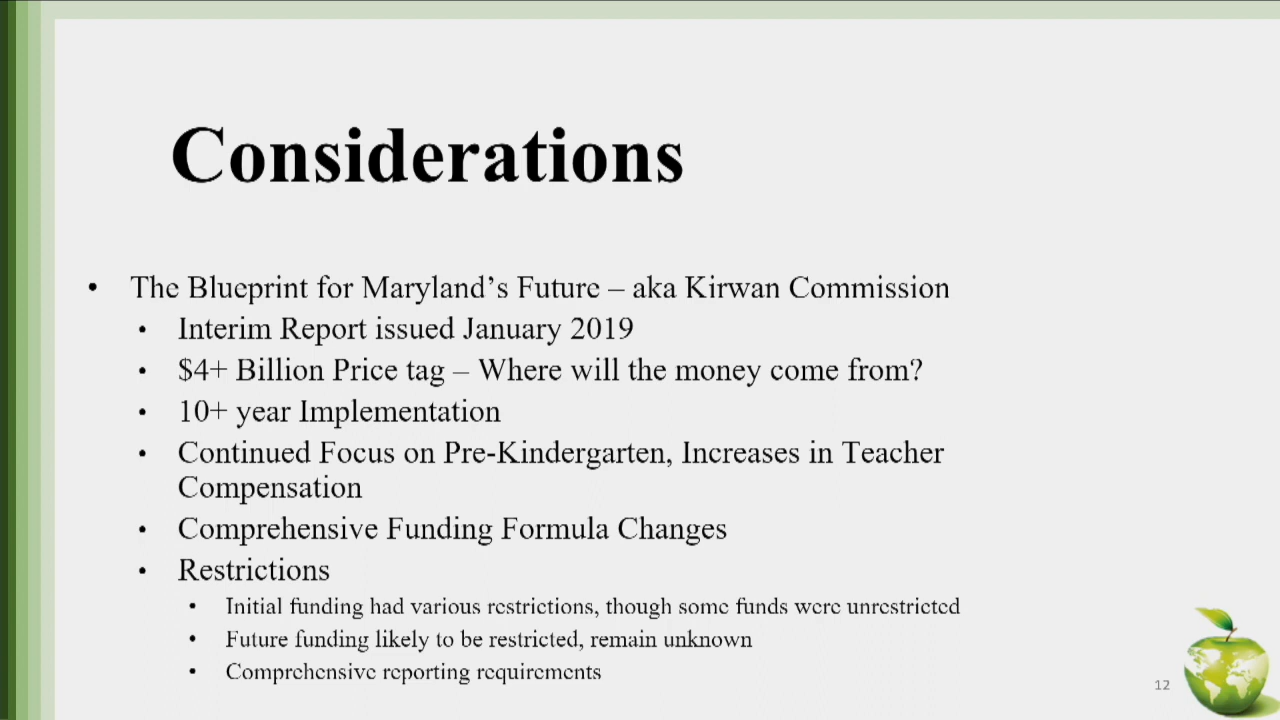 Considerations
• The Blueprint for Maryland’s Future – aka Kirwan Commission
• Interim Report issued January 2019
• $4+ Billion Price tag – Where will the money come from?
• 10+ year Implementation
• Continued Focus on Pre-Kindergarten, Increases in Teacher
Compensation
• Comprehensive Funding Formula Changes
• Restrictions
• Initial funding had various restrictions, though some funds were unrestricted
• Future funding likely to be restricted, remain unknown
• Comprehensive reporting requirements
12